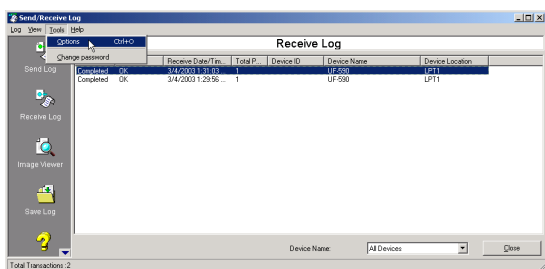 Send/Receive Log
Log View Tools Help
Options Ctrl+O
Change password
Receive Log
Receive Date/Tim... Total P... Device ID Device Name Device Location
Completed OK 3/4/2003 1:31:03 ... 1 UF-590 LPT1
Completed OK 3/4/2003 1:29:56 ... 1 UF-590 LPT1
Send Log
Receive Log
Image Viewer
Save Log
Device Name: All Devices Close
Total Transactions :2